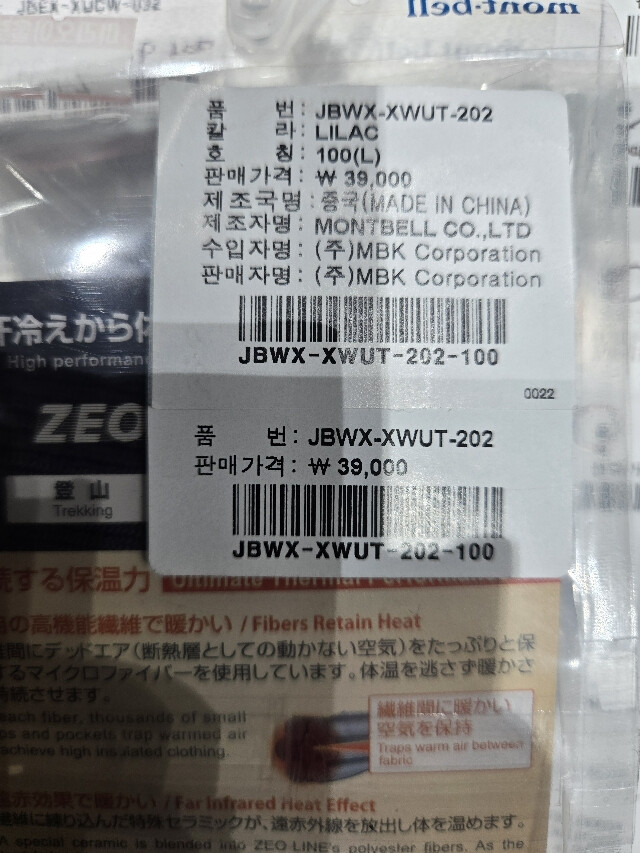 JBEX-XWCW-032
mont-bell
품 번: JBWX-XWUT-202
칼 라: LILAC
호 칭: 100(L)
판매가격: ₩ 39,000
제조국명: 중국(MADE IN CHINA)
제조자명: MONTBELL CO.,LTD
수입자명: (주)MBK Corporation
판매자명: (주)MBK Corporation
JBWX-XWUT-202-100
0022
품 번: JBWX-XWUT-202
판매가격: ₩ 39,000
JBWX-XWUT-202-100
汗冷えから体
High performan
ZEO
登山
Trekking
続する保温力 Ultimate Thermal Performance
の高機能繊維で暖かい / Fibers Retain Heat
間にデッドエア(断熱層としての動かない空気)をたっぷりと保
するマイクロファイバーを使用しています。体温を逃さず暖かさ
持続させます。
each fiber, thousands of small
ps and pockets trap warmed air
achieve high insulated clothing.
繊維間に暖かい
空気を保持
Traps warm air between
fabric
遠赤効果で暖かい / Far Infrared Heat Effect
繊維に練り込んだ特殊セラミックが、遠赤外線を放出し体を温めます。
A special ceramic is blended into ZEO LINE's polyester fibers. As the